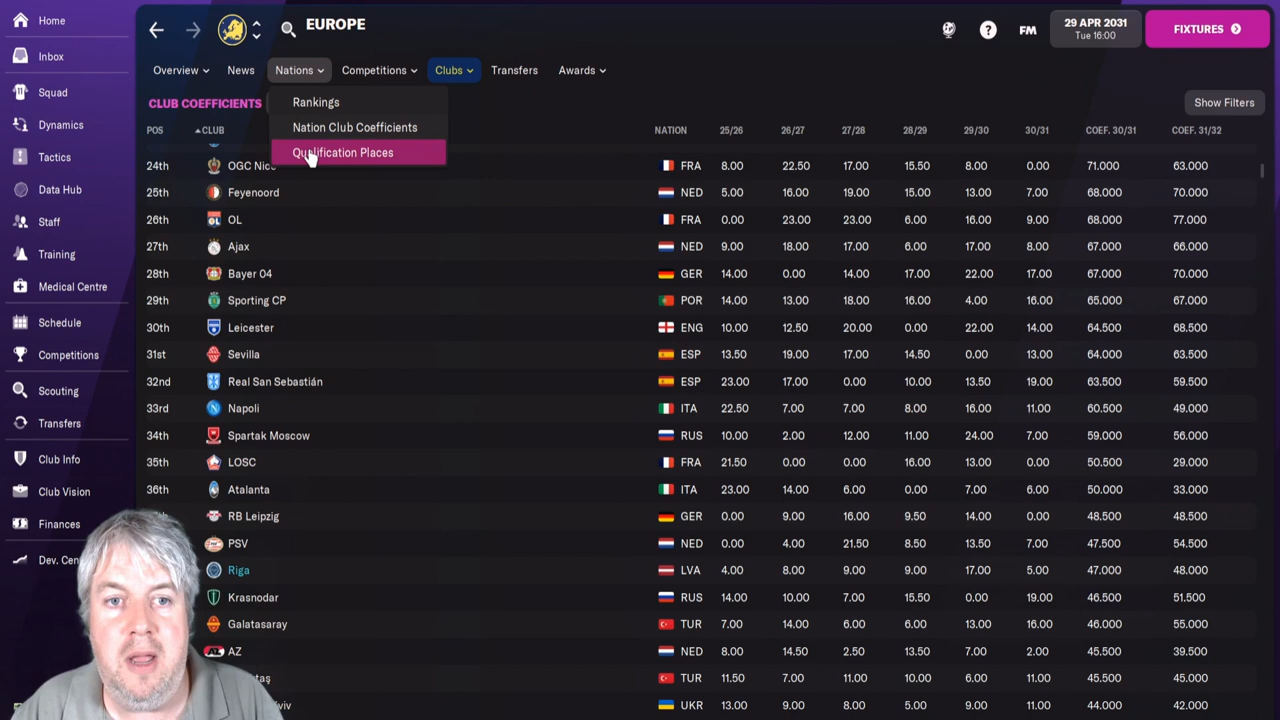 Home
Inbox
Squad
Dynamics
Tactics
Data Hub
Staff
Training
Medical Centre
Schedule
Competitions
Scouting
Transfers
Club Info
Club Vision
Finances
Dev. Cen
EUROPE
FM
29 APR 2031
Tue 16:00
FIXTURES
Overview
News
Nations
Competitions
Clubs
Transfers
Awards
CLUB COEFFICIENTS
Show Filters
Rankings
Nation Club Coefficients
Qualification Places
POS CLUB NATION 25/26 26/27 27/28 28/29 29/30 30/31 COEF. 30/31 COEF. 31/32
24th OGC Nice FRA 8.00 22.50 17.00 15.50 8.00 0.00 71.000 63.000
25th Feyenoord NED 5.00 16.00 19.00 15.00 13.00 7.00 68.000 70.000
26th OL FRA 0.00 23.00 23.00 6.00 16.00 9.00 68.000 77.000
27th Ajax NED 9.00 18.00 17.00 6.00 17.00 8.00 67.000 66.000
28th Bayer 04 GER 14.00 0.00 14.00 17.00 22.00 17.00 67.000 70.000
29th Sporting CP POR 14.00 13.00 18.00 16.00 4.00 16.00 65.000 67.000
30th Leicester ENG 10.00 12.50 20.00 0.00 22.00 14.00 64.500 68.500
31st Sevilla ESP 13.50 19.00 17.00 14.50 0.00 13.00 64.000 63.500
32nd Real San Sebastián ESP 23.00 17.00 0.00 10.00 13.50 19.00 63.500 59.500
33rd Napoli ITA 22.50 7.00 7.00 8.00 16.00 11.00 60.500 49.000
34th Spartak Moscow RUS 10.00 2.00 12.00 11.00 24.00 7.00 59.000 56.000
35th LOSC FRA 21.50 0.00 0.00 16.00 13.00 0.00 50.500 29.000
36th Atalanta ITA 23.00 14.00 6.00 0.00 7.00 6.00 50.000 33.000
RB Leipzig GER 0.00 9.00 16.00 9.50 14.00 0.00 48.500 48.500
PSV NED 0.00 4.00 21.50 8.50 13.50 7.00 47.500 54.500
Riga LVA 4.00 8.00 9.00 9.00 17.00 5.00 47.000 48.000
Krasnodar RUS 14.00 10.00 7.00 15.50 0.00 19.00 46.500 51.500
Galatasaray TUR 7.00 14.00 6.00 6.00 13.00 16.00 46.000 55.000
AZ NED 8.00 14.50 2.50 13.50 7.00 2.00 45.500 39.500
taş TUR 11.50 7.00 11.00 10.00 6.00 11.00 45.500 45.000
UKR 13.00 9.00 8.00 5.00 9.00 11.00 44.000 42.000